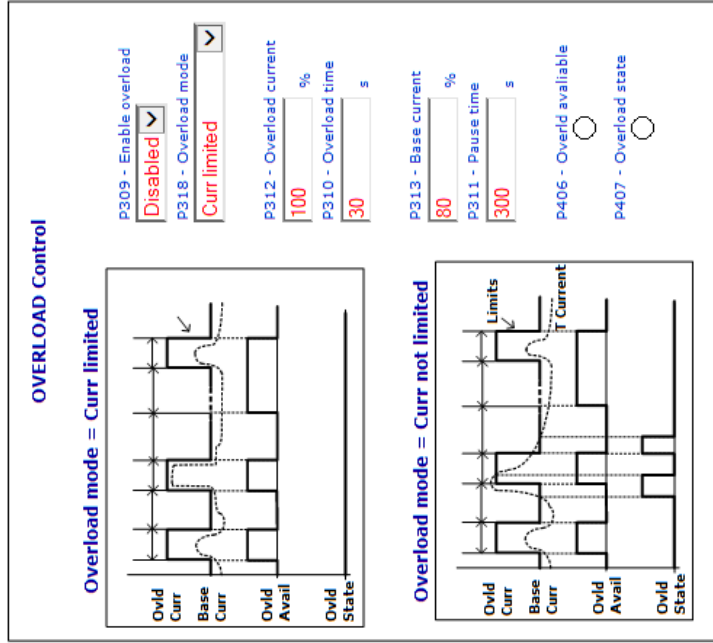 OVERLOAD Control
Overload mode = Curr limited
Ovld
Curr
Base
Curr
Ovld
Avail
Ovld
State
Overload mode = Curr not limited
Ovld
Curr
Base
Curr
Ovld
Avail
Ovld
State
Limits
T Current
P309 - Enable overload
Disabled
P318 - Overload mode
Curr limited
P312 - Overload current
100 %
P310 - Overload time
30 s
P313 - Base current
80 %
P311 - Pause time
300 s
P406 - Overld avaliable
P407 - Overload state